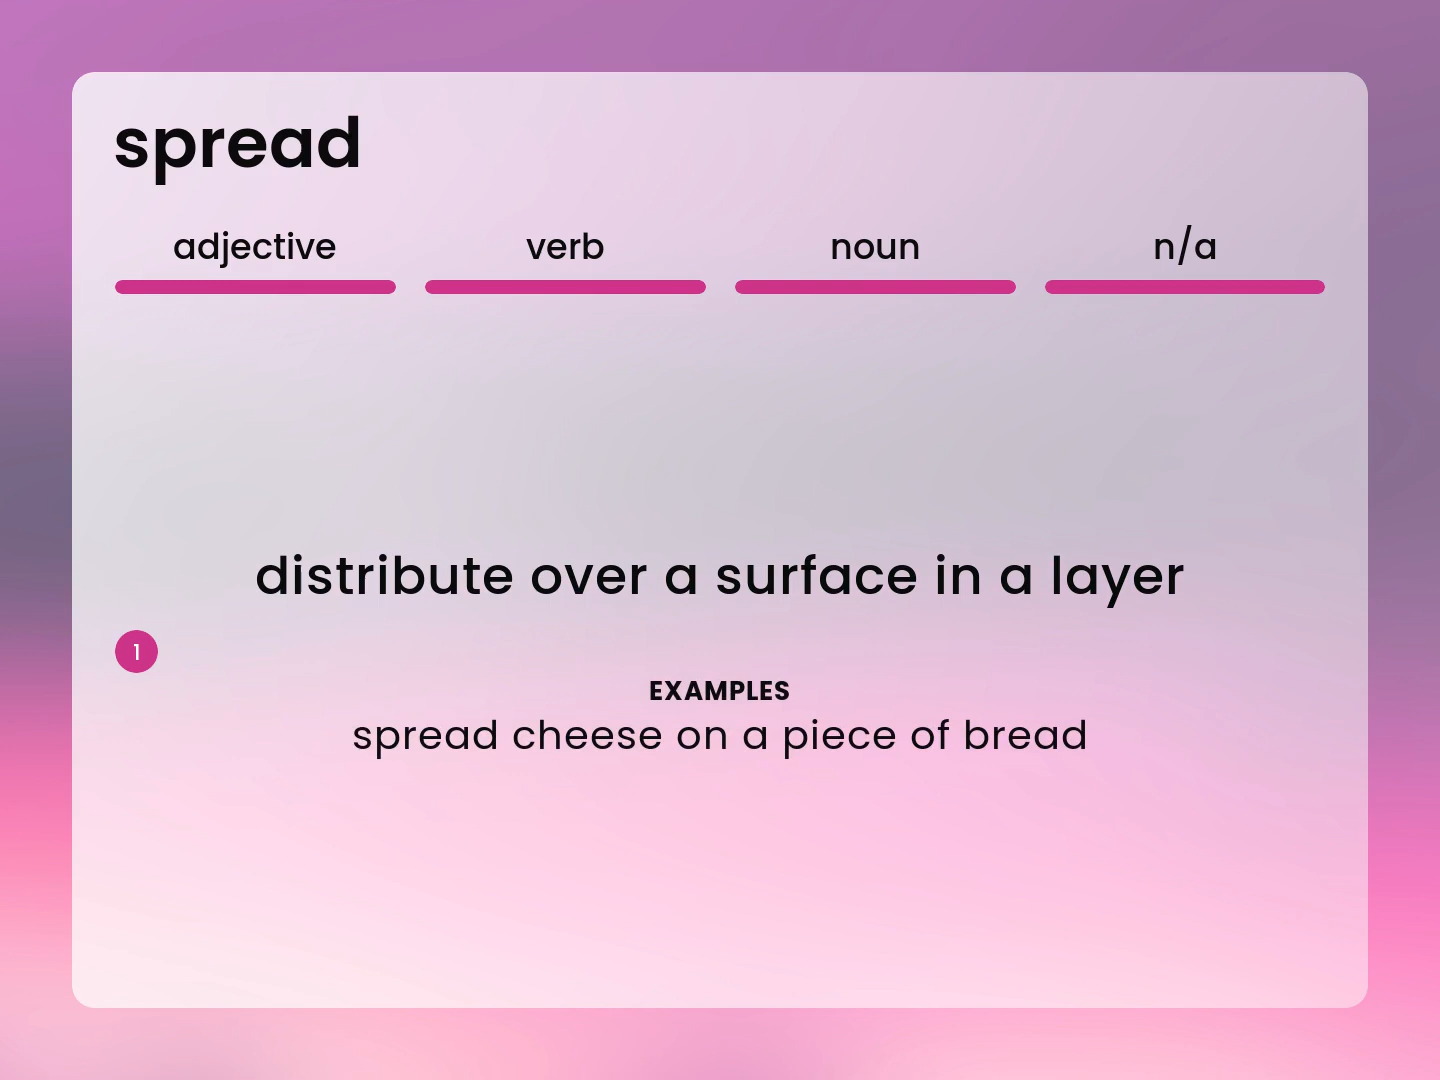 spread
adjective verb noun n/a
distribute over a surface in a layer
1
EXAMPLES
spread cheese on a piece of bread